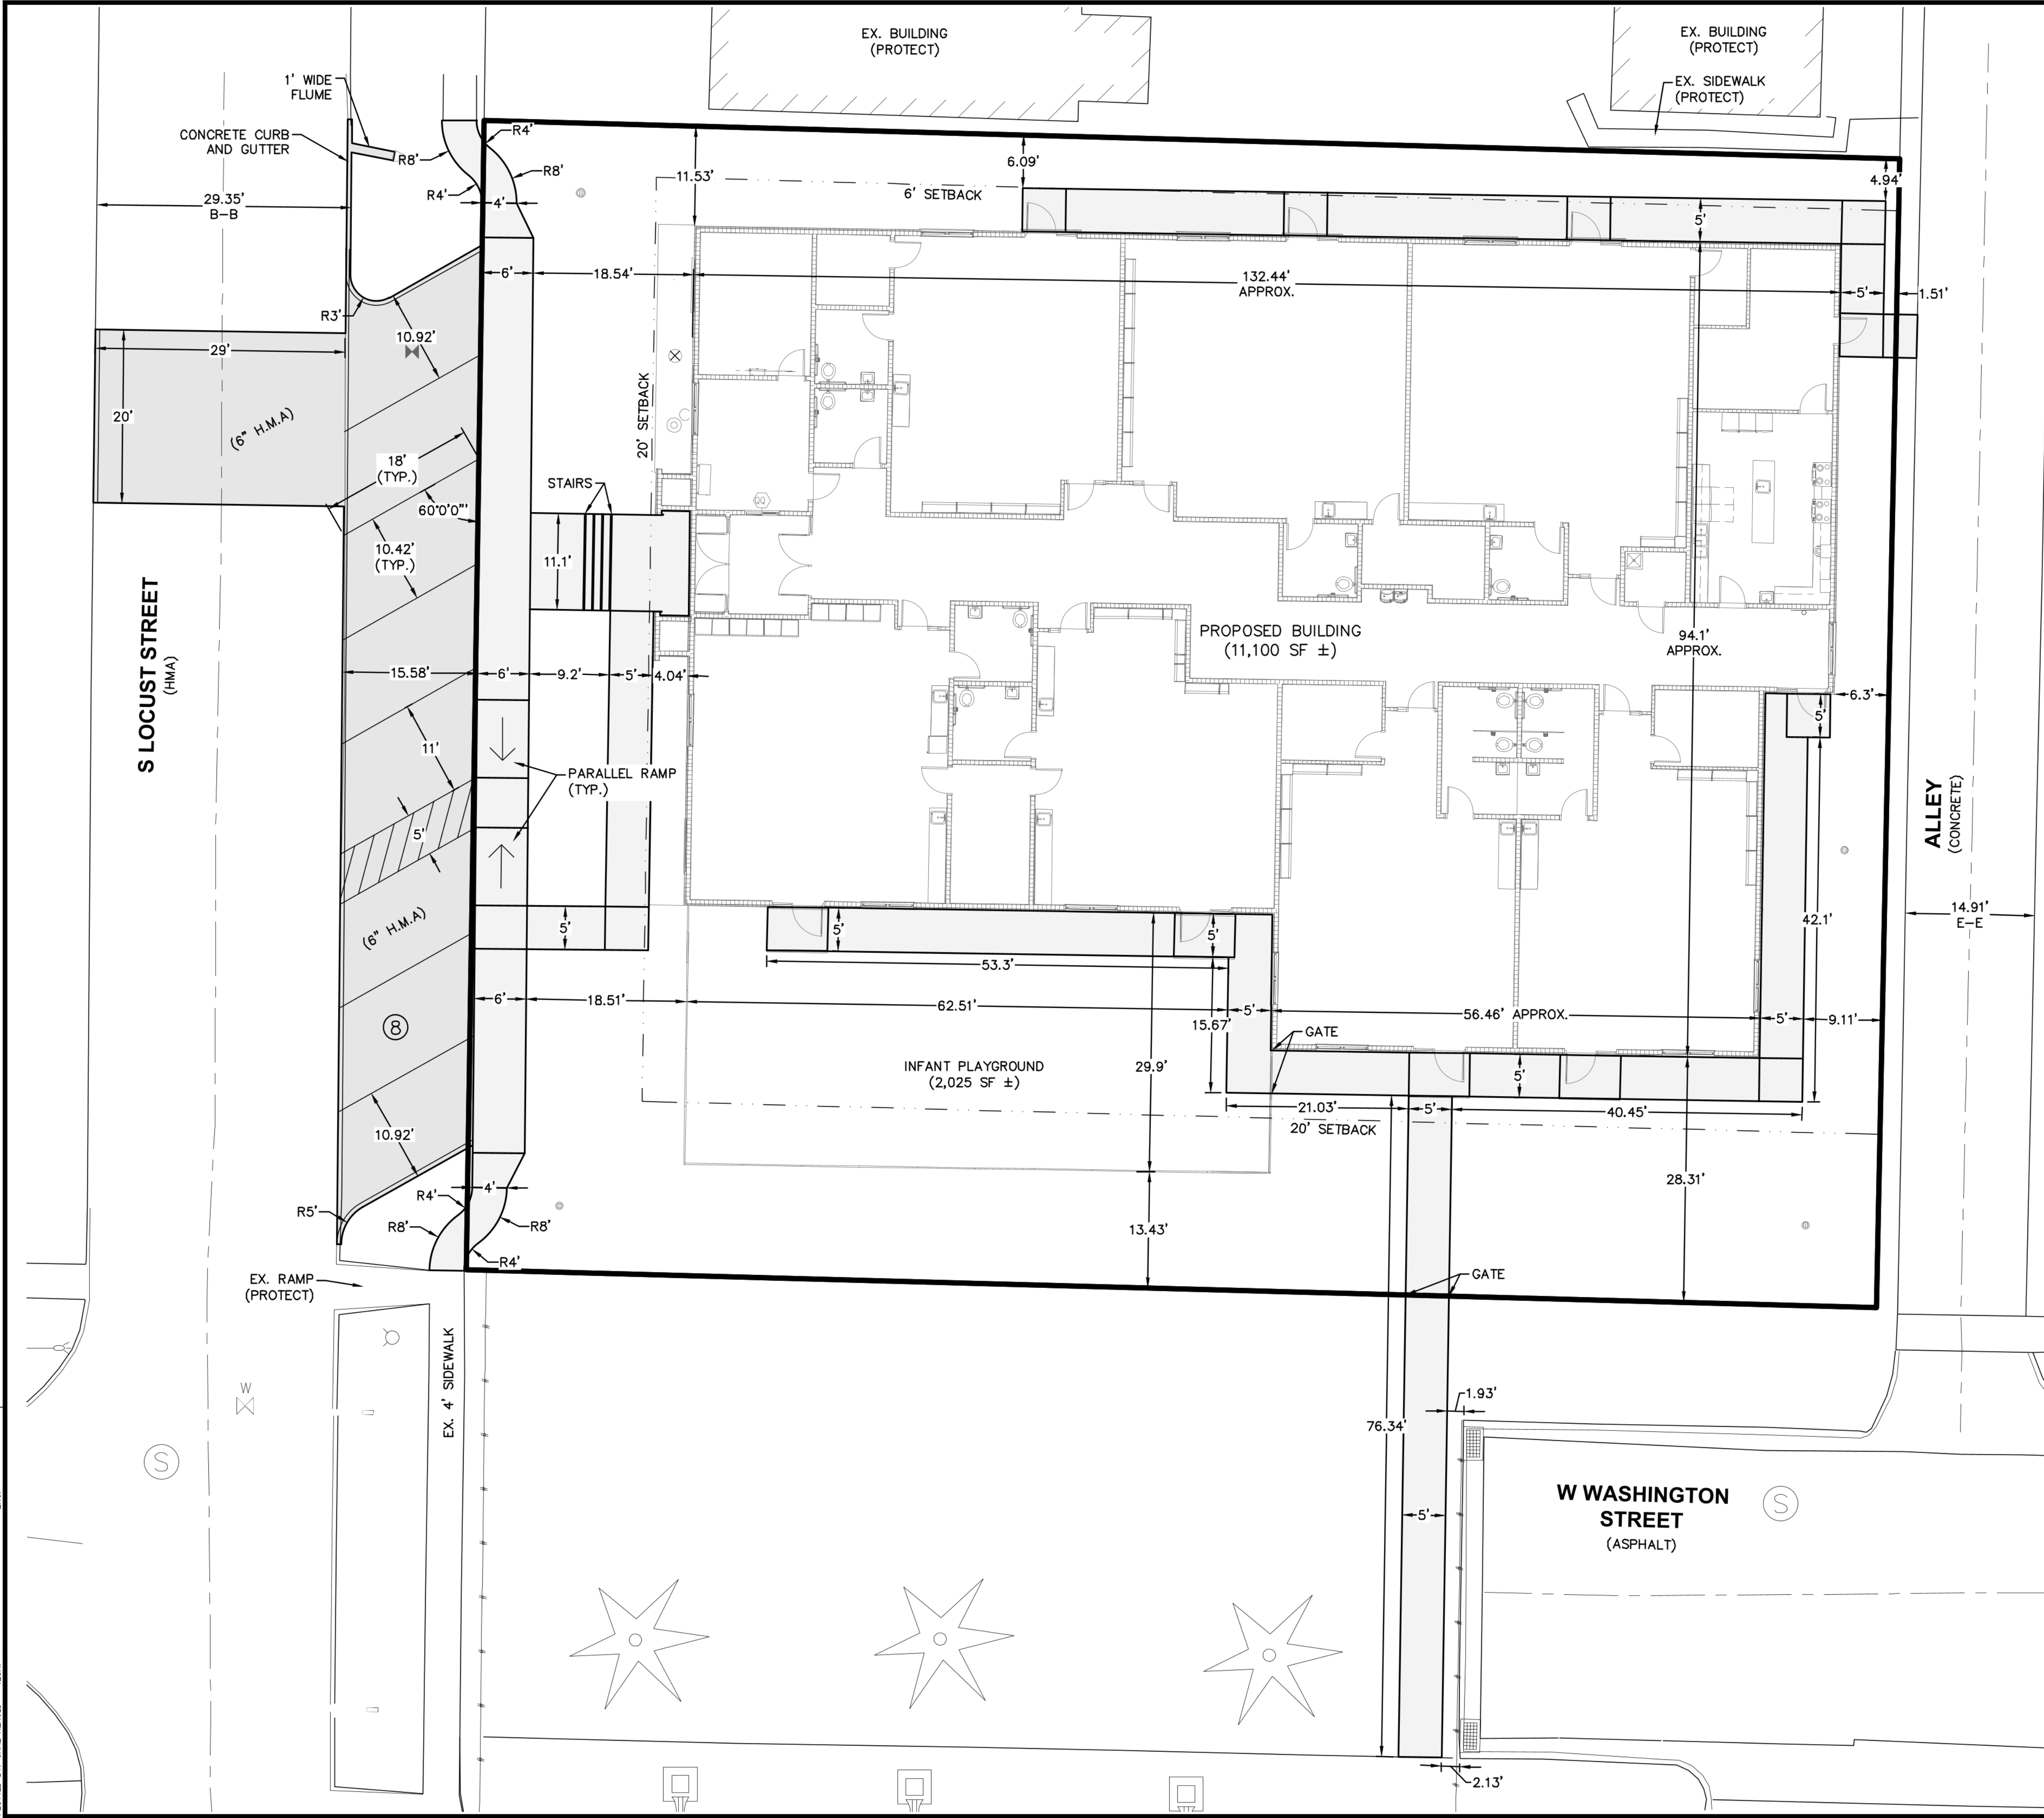 EX. BUILDING
(PROTECT)
EX. BUILDING
(PROTECT)
1' WIDE
FLUME
EX. SIDEWALK
(PROTECT)
CONCRETE CURB
AND GUTTER
R4'
R8'
R8'
R4'
4'
6.09'
11.53'
6' SETBACK
4.94'
5'
29.35'
B-B
6'
18.54'
132.44'
APPROX.
5'
1.51'
R3'
10.92'
29'
20'
(6" H.M.A)
20' SETBACK
18'
(TYP.)
60°0'0"
STAIRS
10.42'
(TYP.)
11.1'
S LOCUST STREET
(HMA)
PROPOSED BUILDING
(11,100 SF ±)
94.1'
APPROX.
15.58'
6'
9.2'
5'
4.04'
6.3'
5'
11'
PARALLEL RAMP
(TYP.)
5'
ALLEY
(CONCRETE)
14.91'
E-E
42.1'
(6" H.M.A)
5'
5'
5'
53.3'
6'
18.51'
62.51'
5'
56.46' APPROX.
5'
9.11'
15.67'
GATE
8
INFANT PLAYGROUND
(2,025 SF ±)
29.9'
5'
21.03'
5'
40.45'
20' SETBACK
10.92'
28.31'
R4'
4'
R5'
R8'
R8'
13.43'
R4'
EX. RAMP
(PROTECT)
GATE
EX. 4' SIDEWALK
W
1.93'
76.34'
S
5'
W WASHINGTON
STREET
(ASPHALT)
S
2.13'